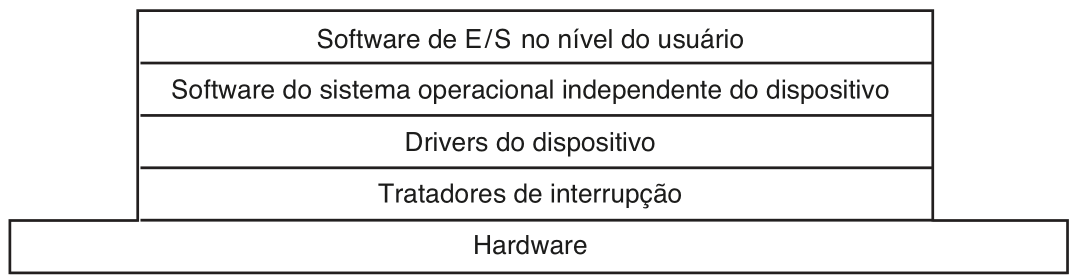 Software de E/S no nível do usuário
Software do sistema operacional independente do dispositivo
Drivers do dispositivo
Tratadores de interrupção
Hardware